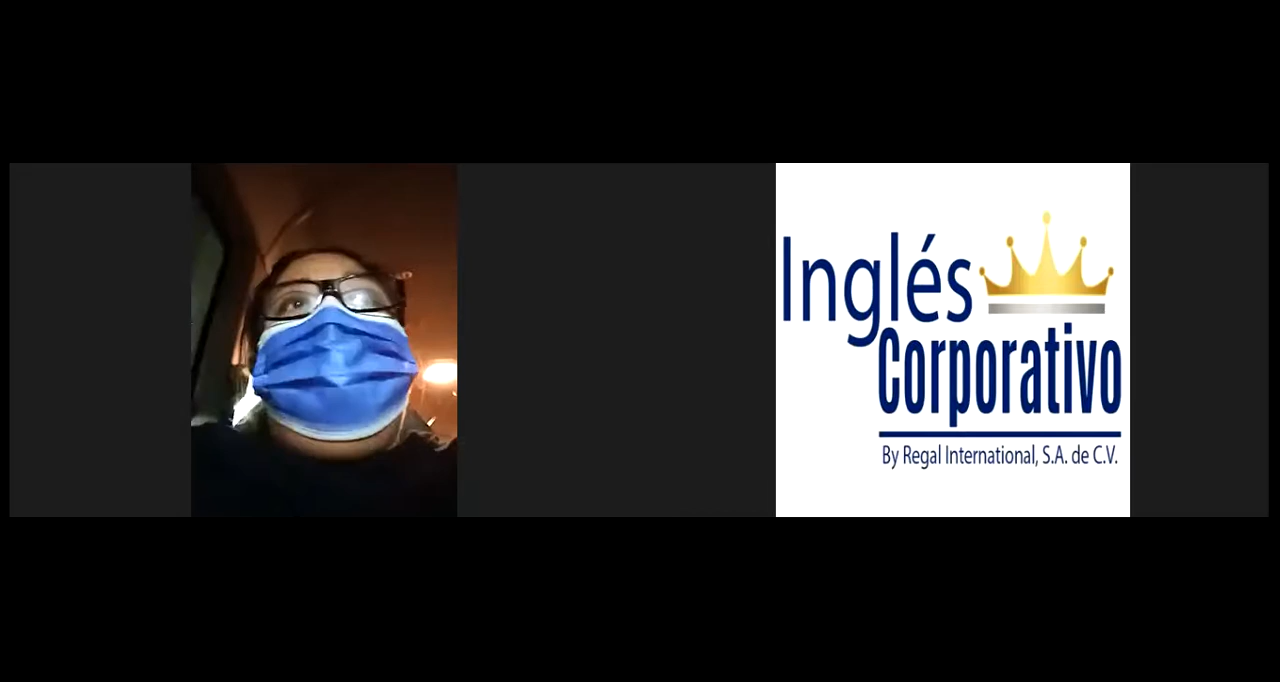 Inglés
Corporativo
By Regal International, S.A. de C.V.